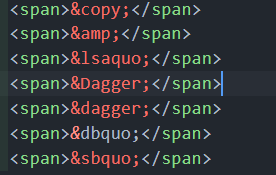 <span>&copy;</span>
<span>&amp;</span>
<span>&lsaquo;</span>
<span>&Dagger;</span>
<span>&dagger;</span>
<span>&dbquo;</span>
<span>&sbquo;</span>